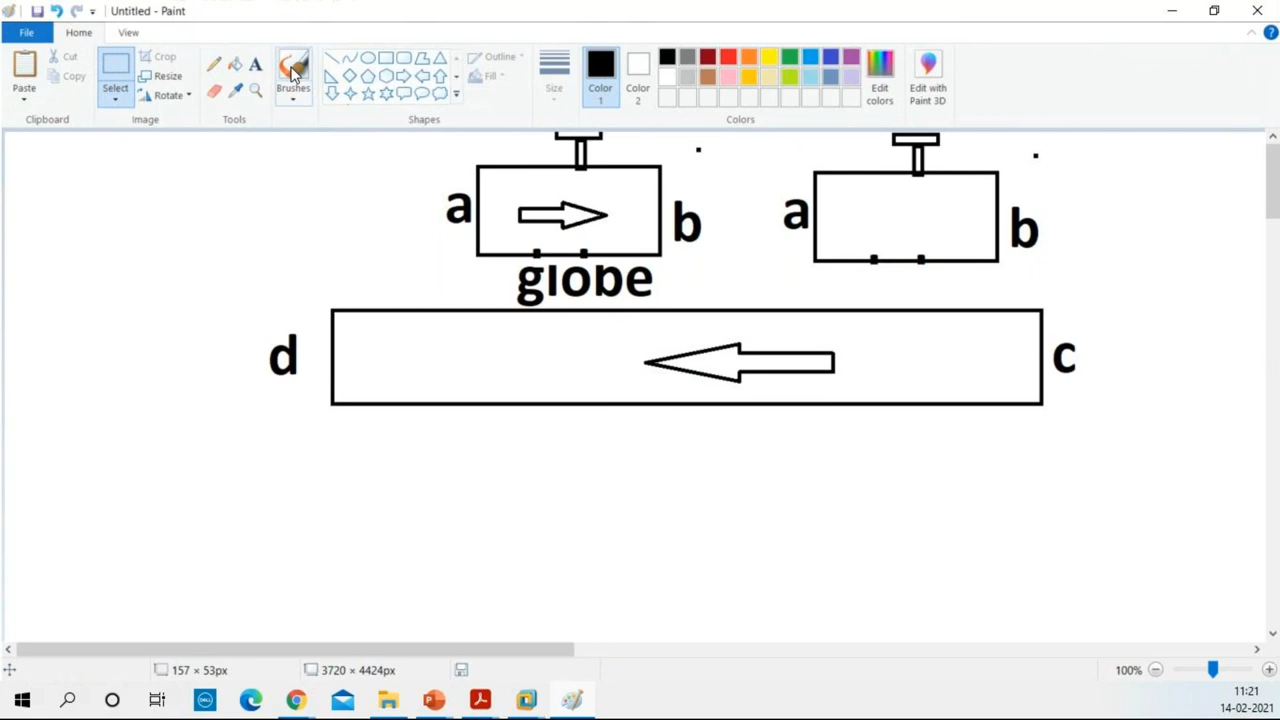 Untitled - Paint
File Home View
Paste
Cut
Copy
Clipboard
Select
Crop
Resize
Rotate
Image
Tools
Brushes
Shapes
Outline
Fill
Size
Color 1
Color 2
Colors
Edit colors
Edit with Paint 3D
a b a b
globe
d c
157 × 53px 3720 × 4424px 100%
DELL
11:21
14-02-2021